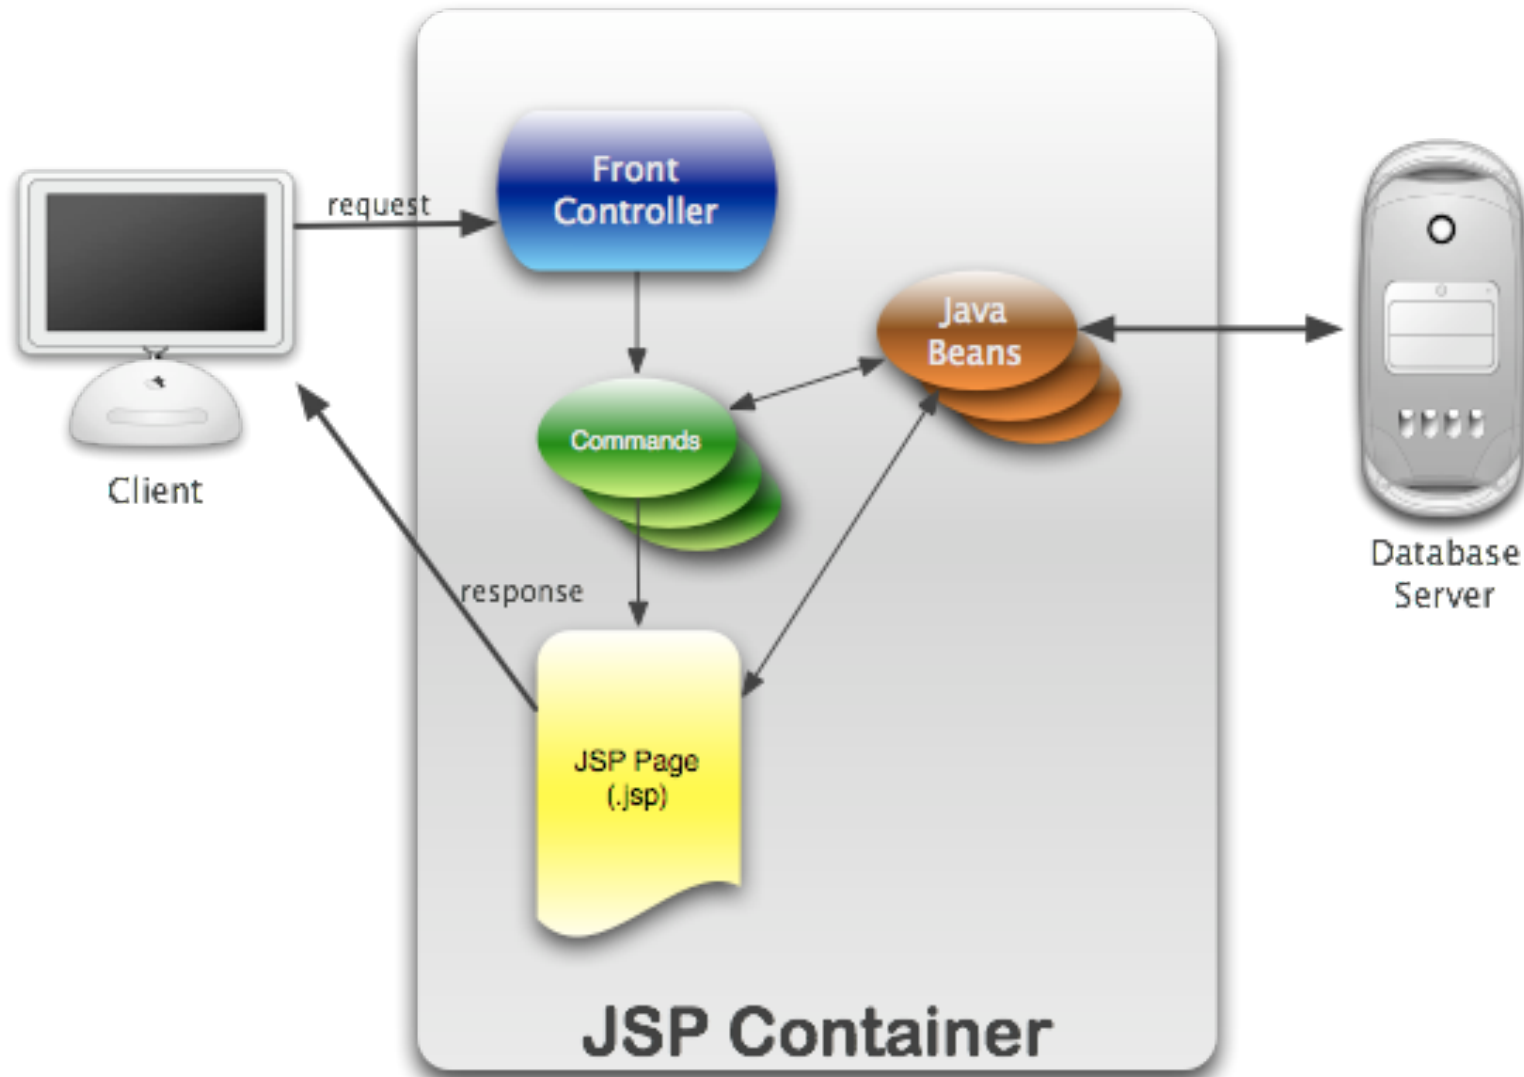 Front
Controller
request
Java
Beans
Commands
Client
Database
Server
response
JSP Page
(.jsp)
JSP Container